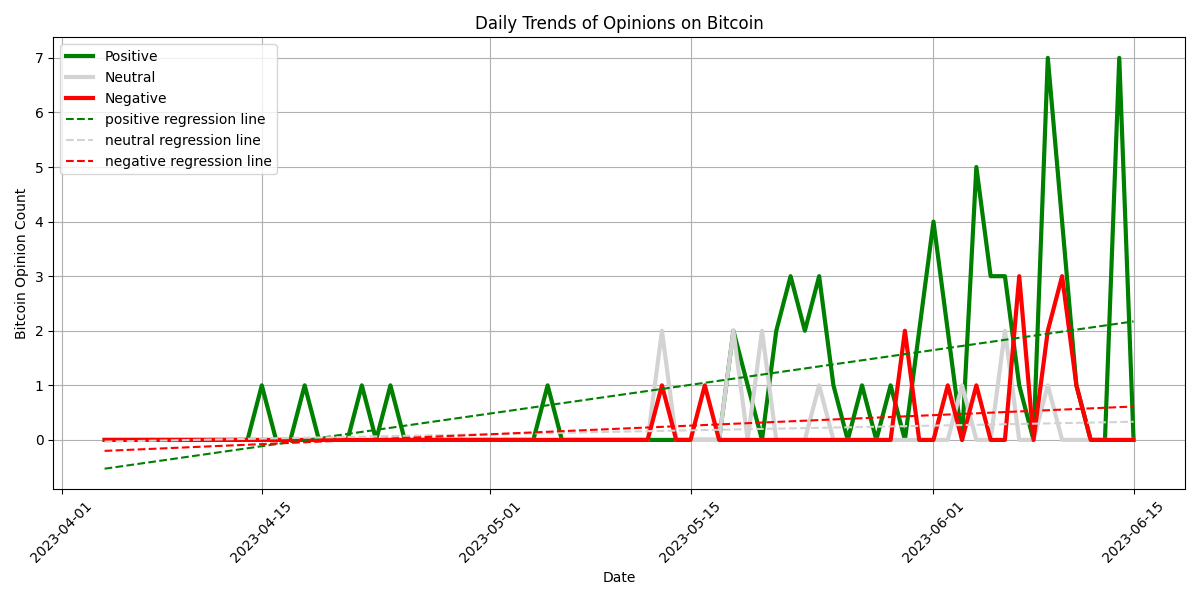 Daily Trends of Opinions on Bitcoin
Positive
Neutral
Negative
positive regression line
neutral regression line
negative regression line
Bitcoin Opinion Count
7
6
5
4
3
2
1
0
2023-04-01
2023-04-15
2023-05-01
2023-05-15
2023-06-01
2023-06-15
Date